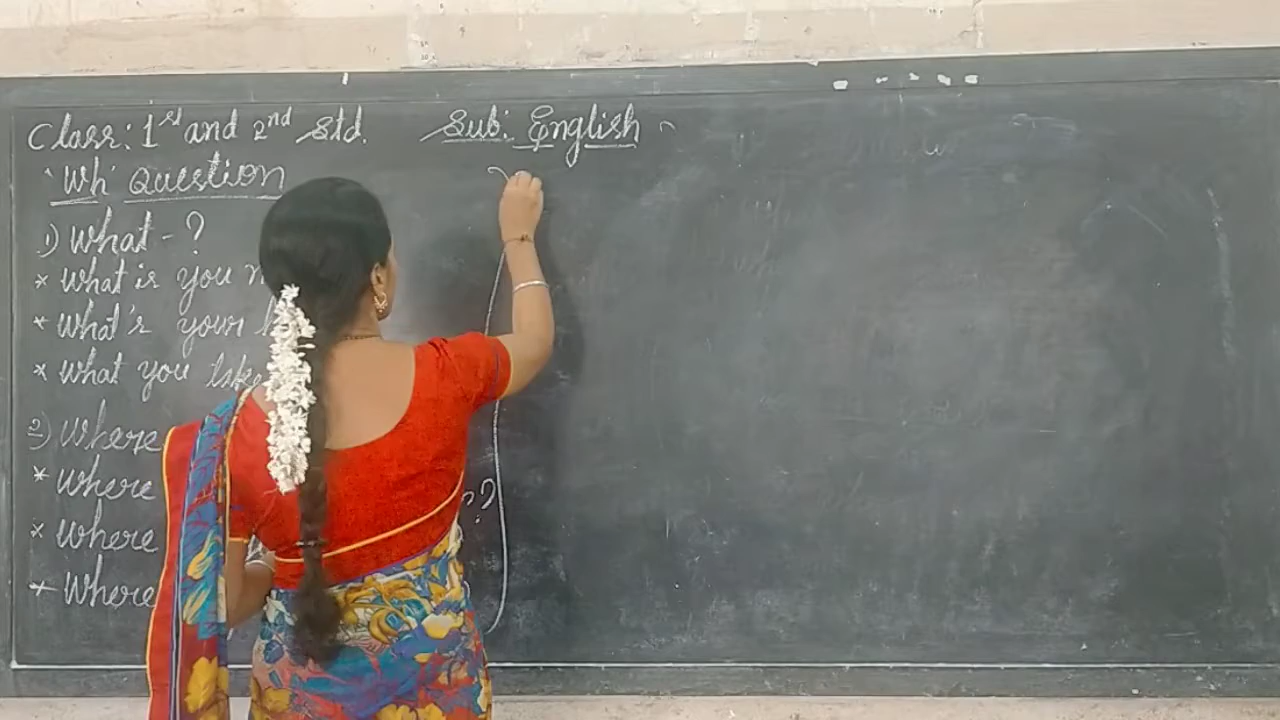 Class: 1st and 2nd Std. Sub: English
'Wh' Question
1) What - ?
* What is you
* What's your
* What you like
2) Where
* Where
* Where
* Where